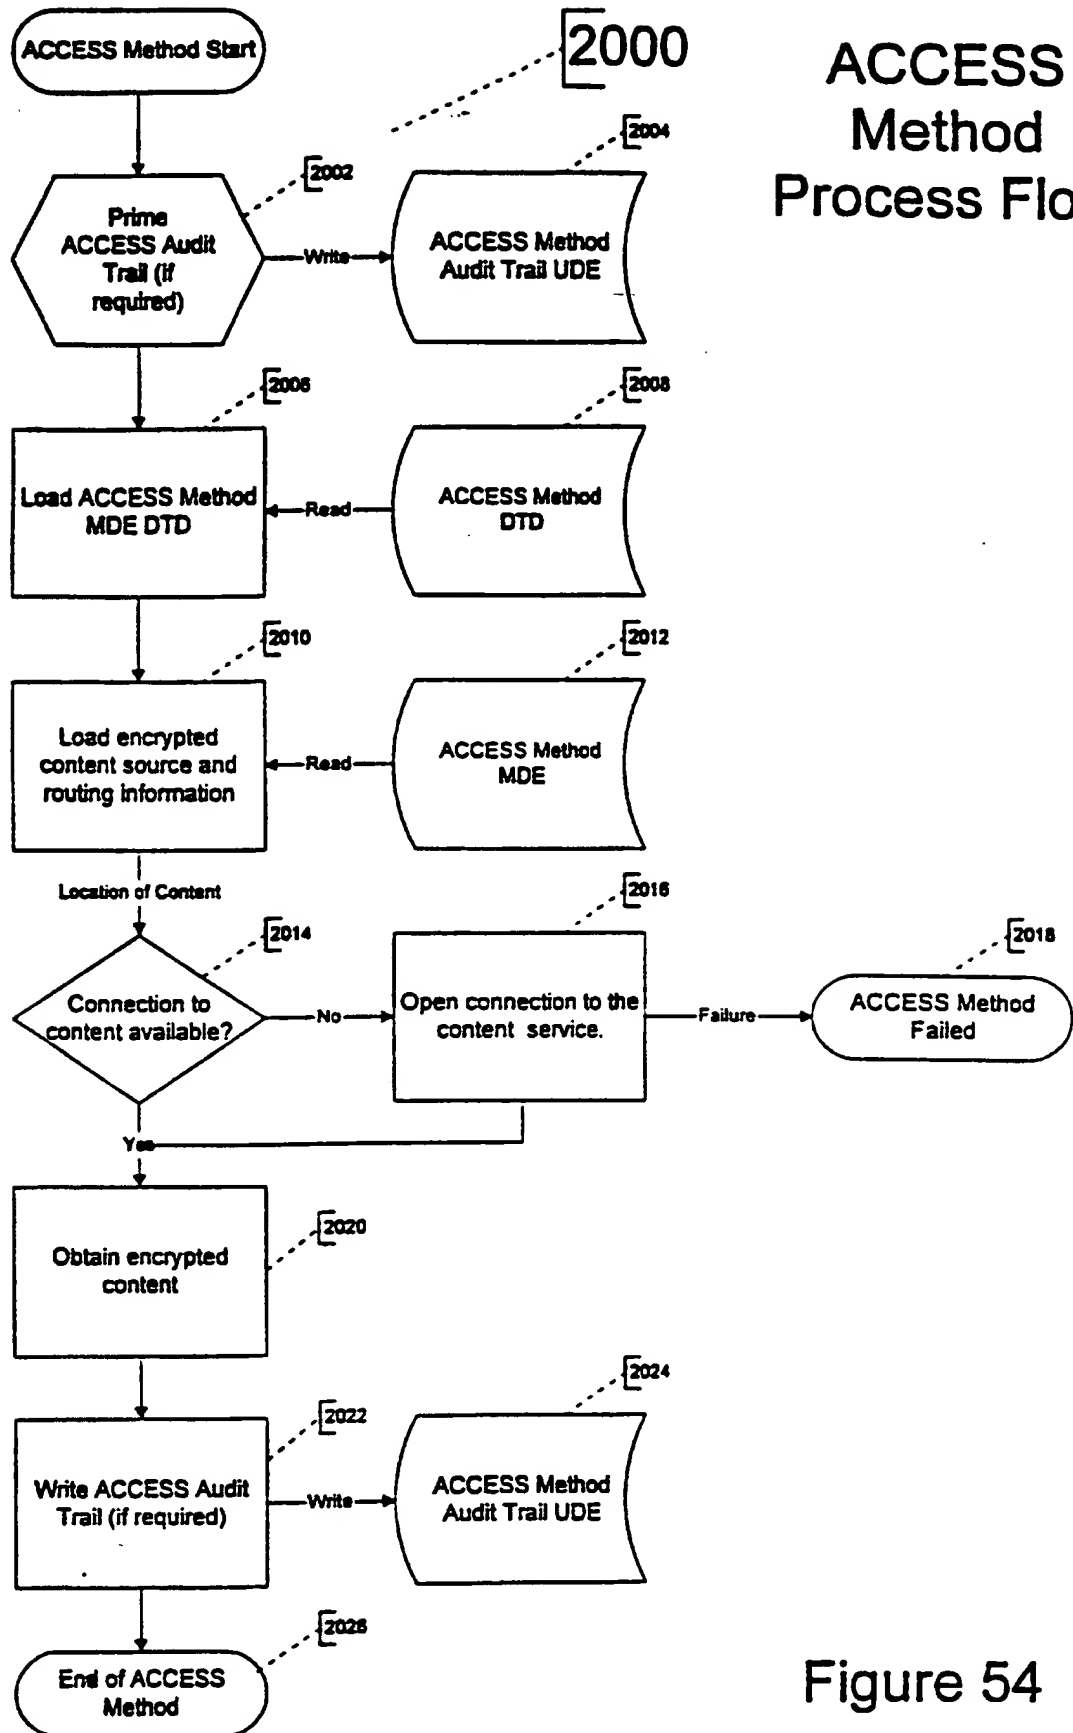 ACCESS Method Start
2000
ACCESS
Method
Process Flo
2002
2004
Prime
ACCESS Audit
Trail (if
required)
Write
ACCESS Method
Audit Trail UDE
2006
2008
Load ACCESS Method
MDE DTD
Read
ACCESS Method
DTD
2010
2012
Load encrypted
content source and
routing information
Read
ACCESS Method
MDE
Location of Content
2014
2016
2018
Connection to
content available?
No
Open connection to the
content service.
Failure
ACCESS Method
Failed
Yes
2020
Obtain encrypted
content
2022
2024
Write ACCESS Audit
Trail (if required)
Write
ACCESS Method
Audit Trail UDE
2026
End of ACCESS
Method
Figure 54